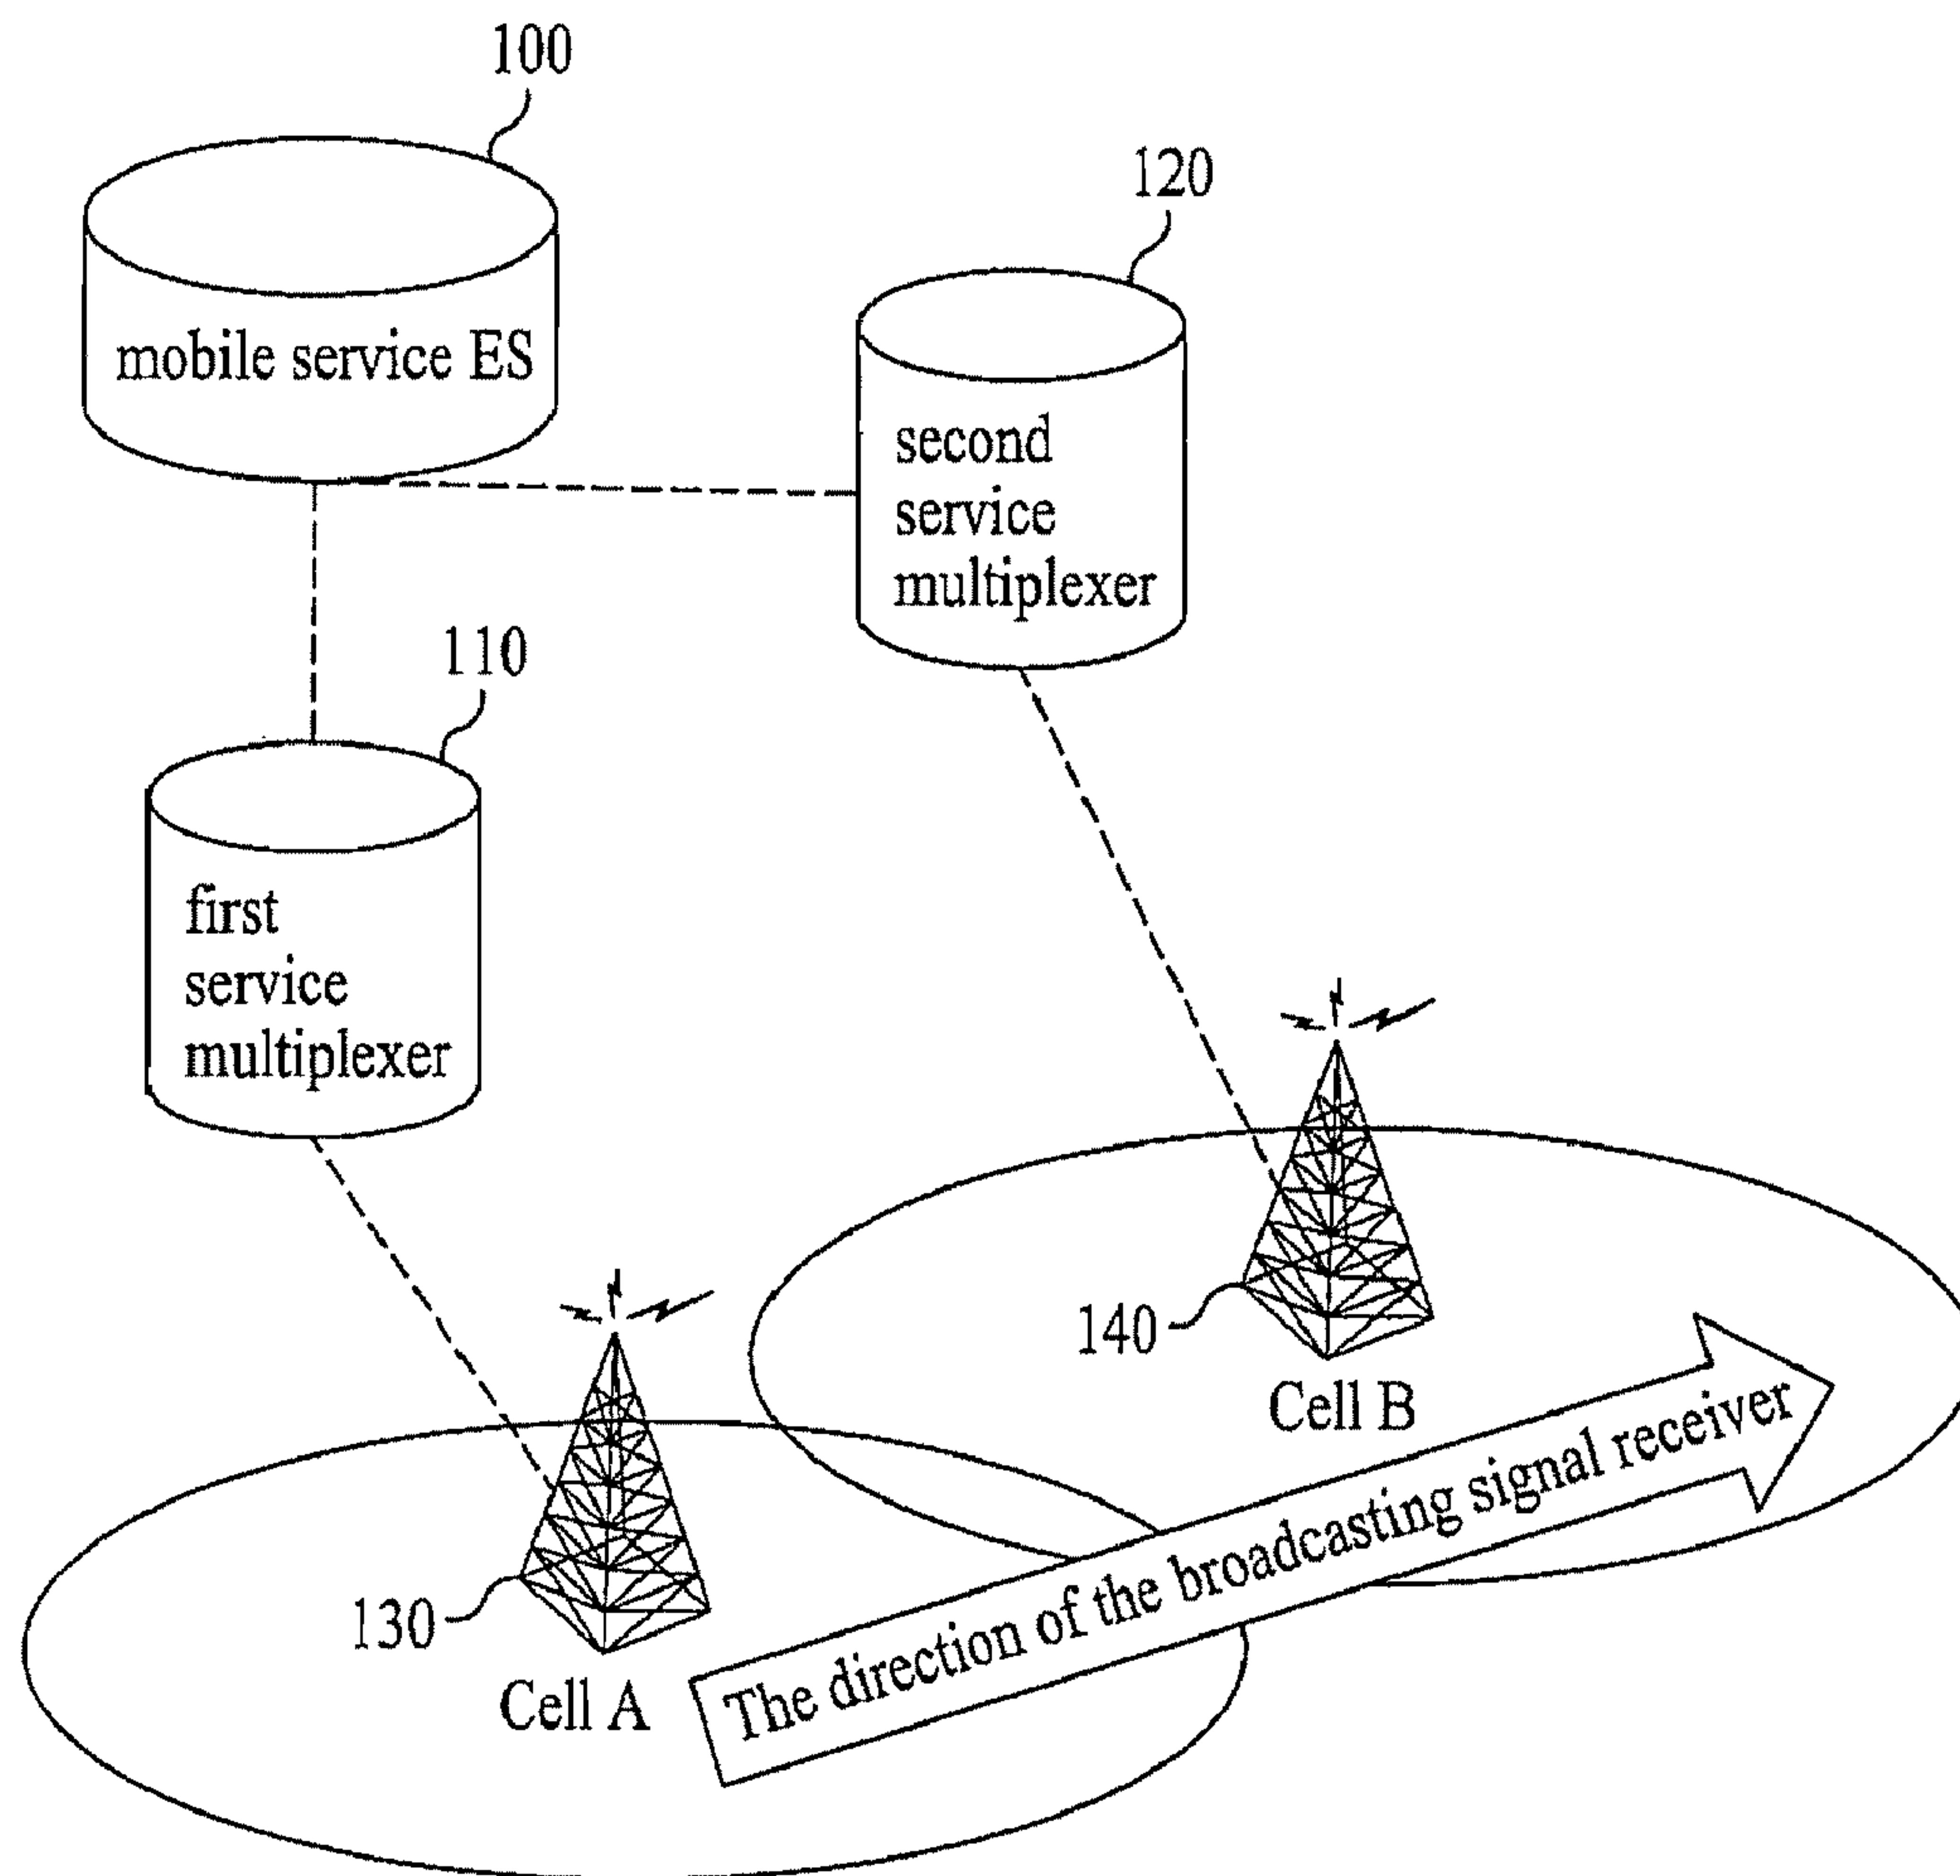 100
mobile service ES
120
second
service
multiplexer
110
first
service
multiplexer
140
Cell B
130
Cell A
The direction of the broadcasting signal receiver